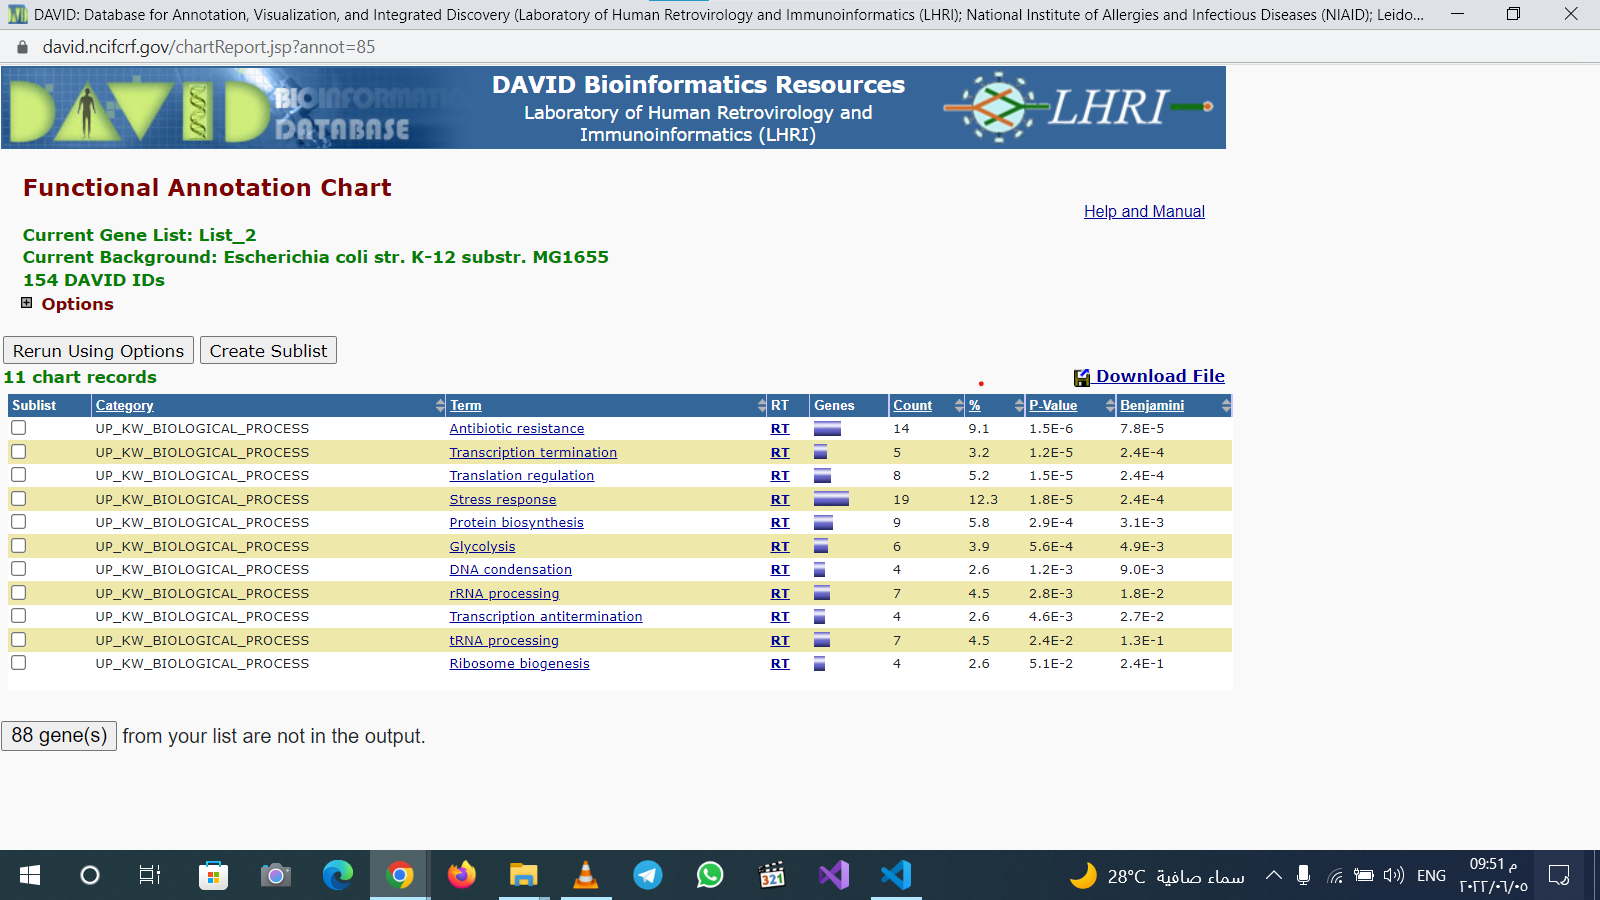 DAVID: Database for Annotation, Visualization, and Integrated Discovery (Laboratory of Human Retrovirology and Immunoinformatics (LHRI); National Institute of Allergies and Infectious Diseases (NIAID); Leido...
david.ncifcrf.gov/chartReport.jsp?annot=85
DAVID BIOINFORMATICS DATABASE
DAVID Bioinformatics Resources
Laboratory of Human Retrovirology and
Immunoinformatics (LHRI)
LHRI
Functional Annotation Chart
Help and Manual
Current Gene List: List_2
Current Background: Escherichia coli str. K-12 substr. MG1655
154 DAVID IDs
Options
Rerun Using Options Create Sublist
11 chart records
Download File
Sublist Category Term RT Genes Count % P-Value Benjamini
UP_KW_BIOLOGICAL_PROCESS Antibiotic resistance RT 14 9.1 1.5E-6 7.8E-5
UP_KW_BIOLOGICAL_PROCESS Transcription termination RT 5 3.2 1.2E-5 2.4E-4
UP_KW_BIOLOGICAL_PROCESS Translation regulation RT 8 5.2 1.5E-5 2.4E-4
UP_KW_BIOLOGICAL_PROCESS Stress response RT 19 12.3 1.8E-5 2.4E-4
UP_KW_BIOLOGICAL_PROCESS Protein biosynthesis RT 9 5.8 2.9E-4 3.1E-3
UP_KW_BIOLOGICAL_PROCESS Glycolysis RT 6 3.9 5.6E-4 4.9E-3
UP_KW_BIOLOGICAL_PROCESS DNA condensation RT 4 2.6 1.2E-3 9.0E-3
UP_KW_BIOLOGICAL_PROCESS rRNA processing RT 7 4.5 2.8E-3 1.8E-2
UP_KW_BIOLOGICAL_PROCESS Transcription antitermination RT 4 2.6 4.6E-3 2.7E-2
UP_KW_BIOLOGICAL_PROCESS tRNA processing RT 7 4.5 2.4E-2 1.3E-1
UP_KW_BIOLOGICAL_PROCESS Ribosome biogenesis RT 4 2.6 5.1E-2 2.4E-1
88 gene(s) from your list are not in the output.
321
28°C سماء صافية
ENG
09:51 م
٢٠٢٢/٠٦/٠٥